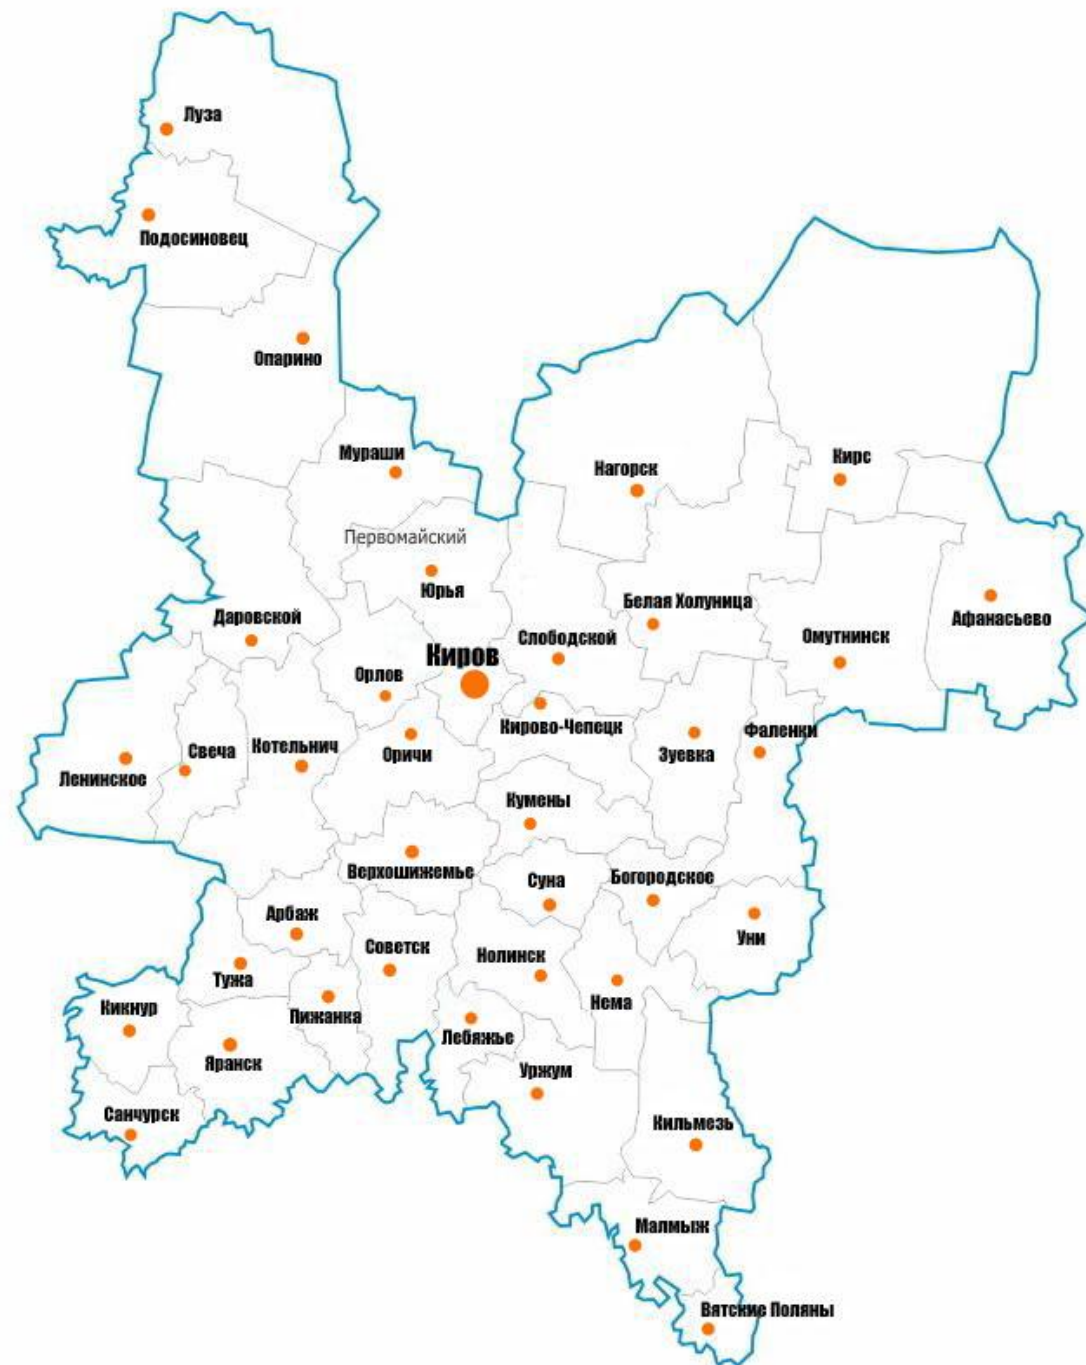 Луза
Подосиновец
Опарино
Мураши
Кирс
Нагорск
Первомайский
Юрья
Белая Холуница
Даровской
Афанасьево
Слободской
Омутнинск
Киров
Орлов
Кирово-Чепецк
Фаленки
Свеча
Котельнич
Оричи
Зуевка
Ленинское
Кумены
Верхошижемье
Суна
Богородское
Арбаж
Уни
Советск
Нолинск
Тужа
Нема
Кикнур
Пижанка
Лебяжье
Яранск
Уржум
Санчурск
Кильмезь
Малмыж
Вятские Поляны